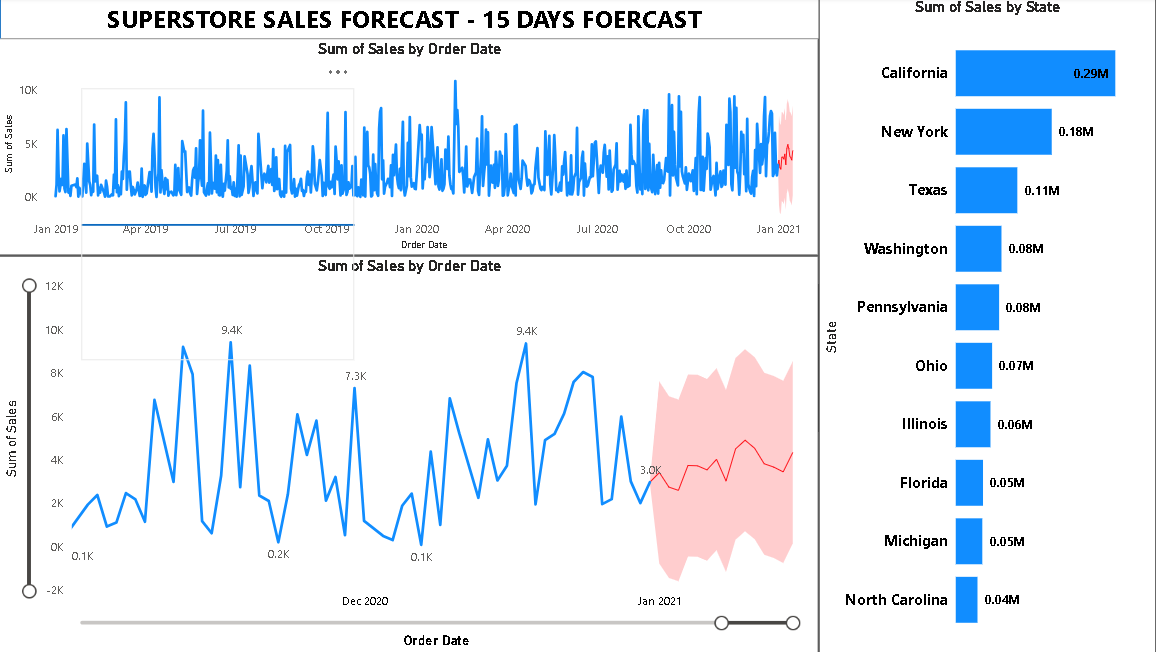 SUPERSTORE SALES FORECAST - 15 DAYS FOERCAST
Sum of Sales by Order Date
10K
5K
0K
Sum of Sales
Jan 2019 Apr 2019 Jul 2019 Oct 2019 Jan 2020 Apr 2020 Jul 2020 Oct 2020 Jan 2021
Order Date
Sum of Sales by Order Date
12K
10K
8K
6K
4K
2K
0K
-2K
Sum of Sales
9.4K
9.4K
7.3K
3.0K
0.1K
0.2K
0.1K
Dec 2020 Jan 2021
Order Date
Sum of Sales by State
State
California 0.29M
New York 0.18M
Texas 0.11M
Washington 0.08M
Pennsylvania 0.08M
Ohio 0.07M
Illinois 0.06M
Florida 0.05M
Michigan 0.05M
North Carolina 0.04M